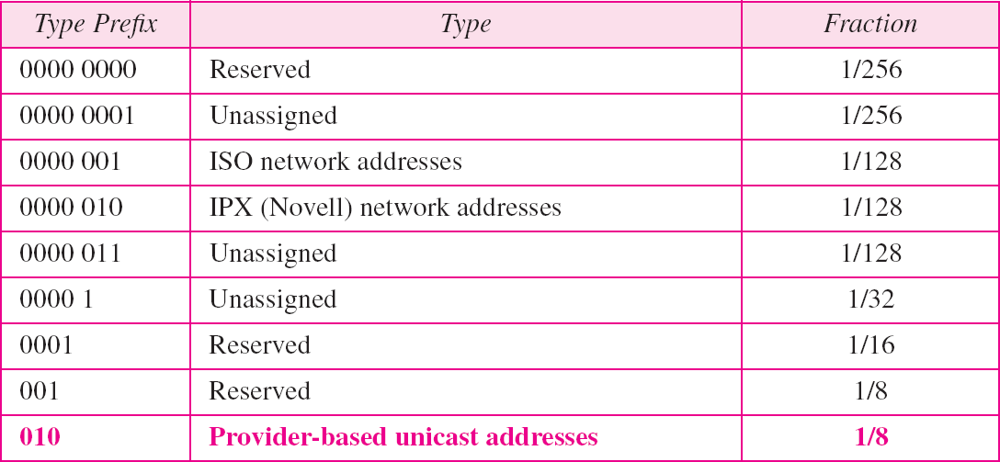 Type Prefix Type Fraction
0000 0000 Reserved 1/256
0000 0001 Unassigned 1/256
0000 001 ISO network addresses 1/128
0000 010 IPX (Novell) network addresses 1/128
0000 011 Unassigned 1/128
0000 1 Unassigned 1/32
0001 Reserved 1/16
001 Reserved 1/8
010 Provider-based unicast addresses 1/8